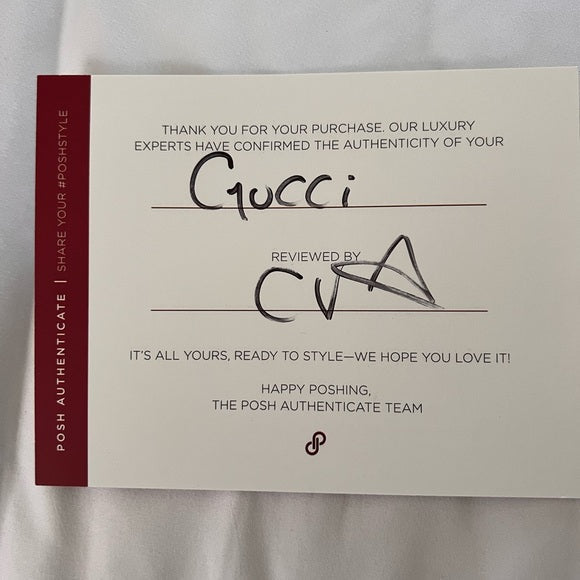 THANK YOU FOR YOUR PURCHASE. OUR LUXURY
EXPERTS HAVE CONFIRMED THE AUTHENTICITY OF YOUR
Gucci
REVIEWED BY
IT'S ALL YOURS, READY TO STYLE—WE HOPE YOU LOVE IT!
HAPPY POSHING,
THE POSH AUTHENTICATE TEAM
POSH AUTHENTICATE | SHARE YOUR #POSHSTYLE